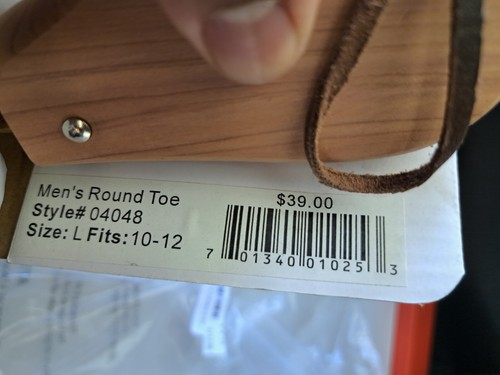 Men's Round Toe
Style# 04048
Size: L Fits: 10-12
$39.00
7 01340 01025 3